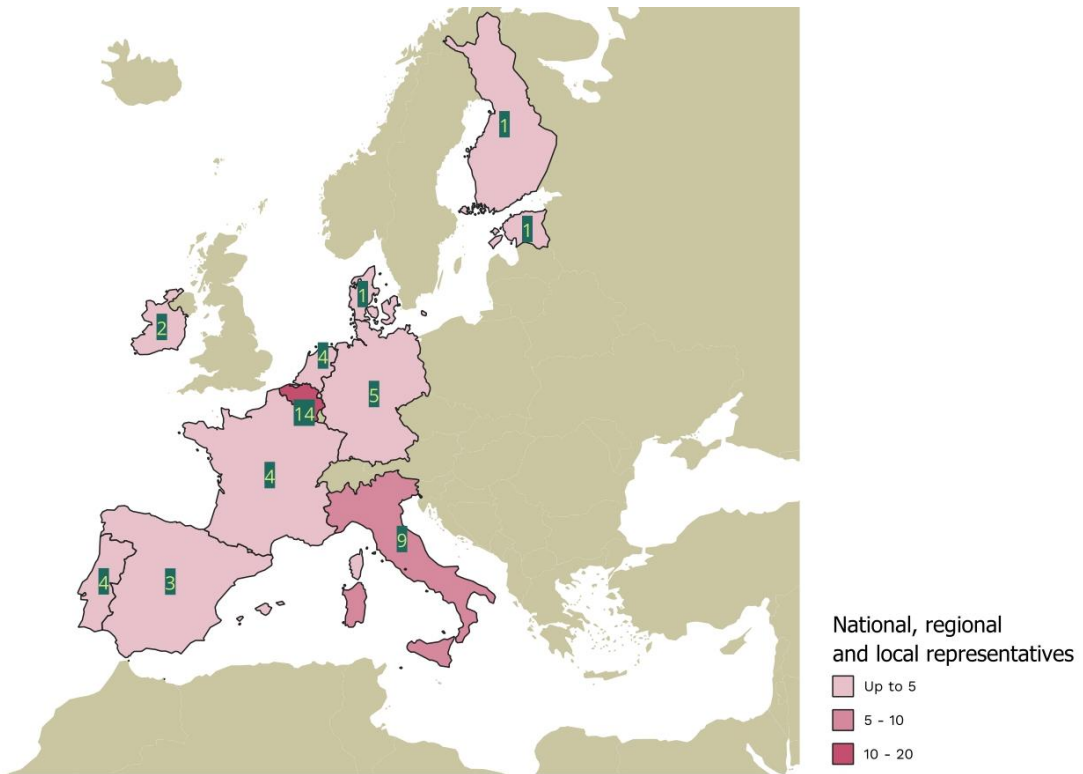 1
1
1
2
4
5
14
4
9
4
3
National, regional
and local representatives
Up to 5
5 - 10
10 - 20